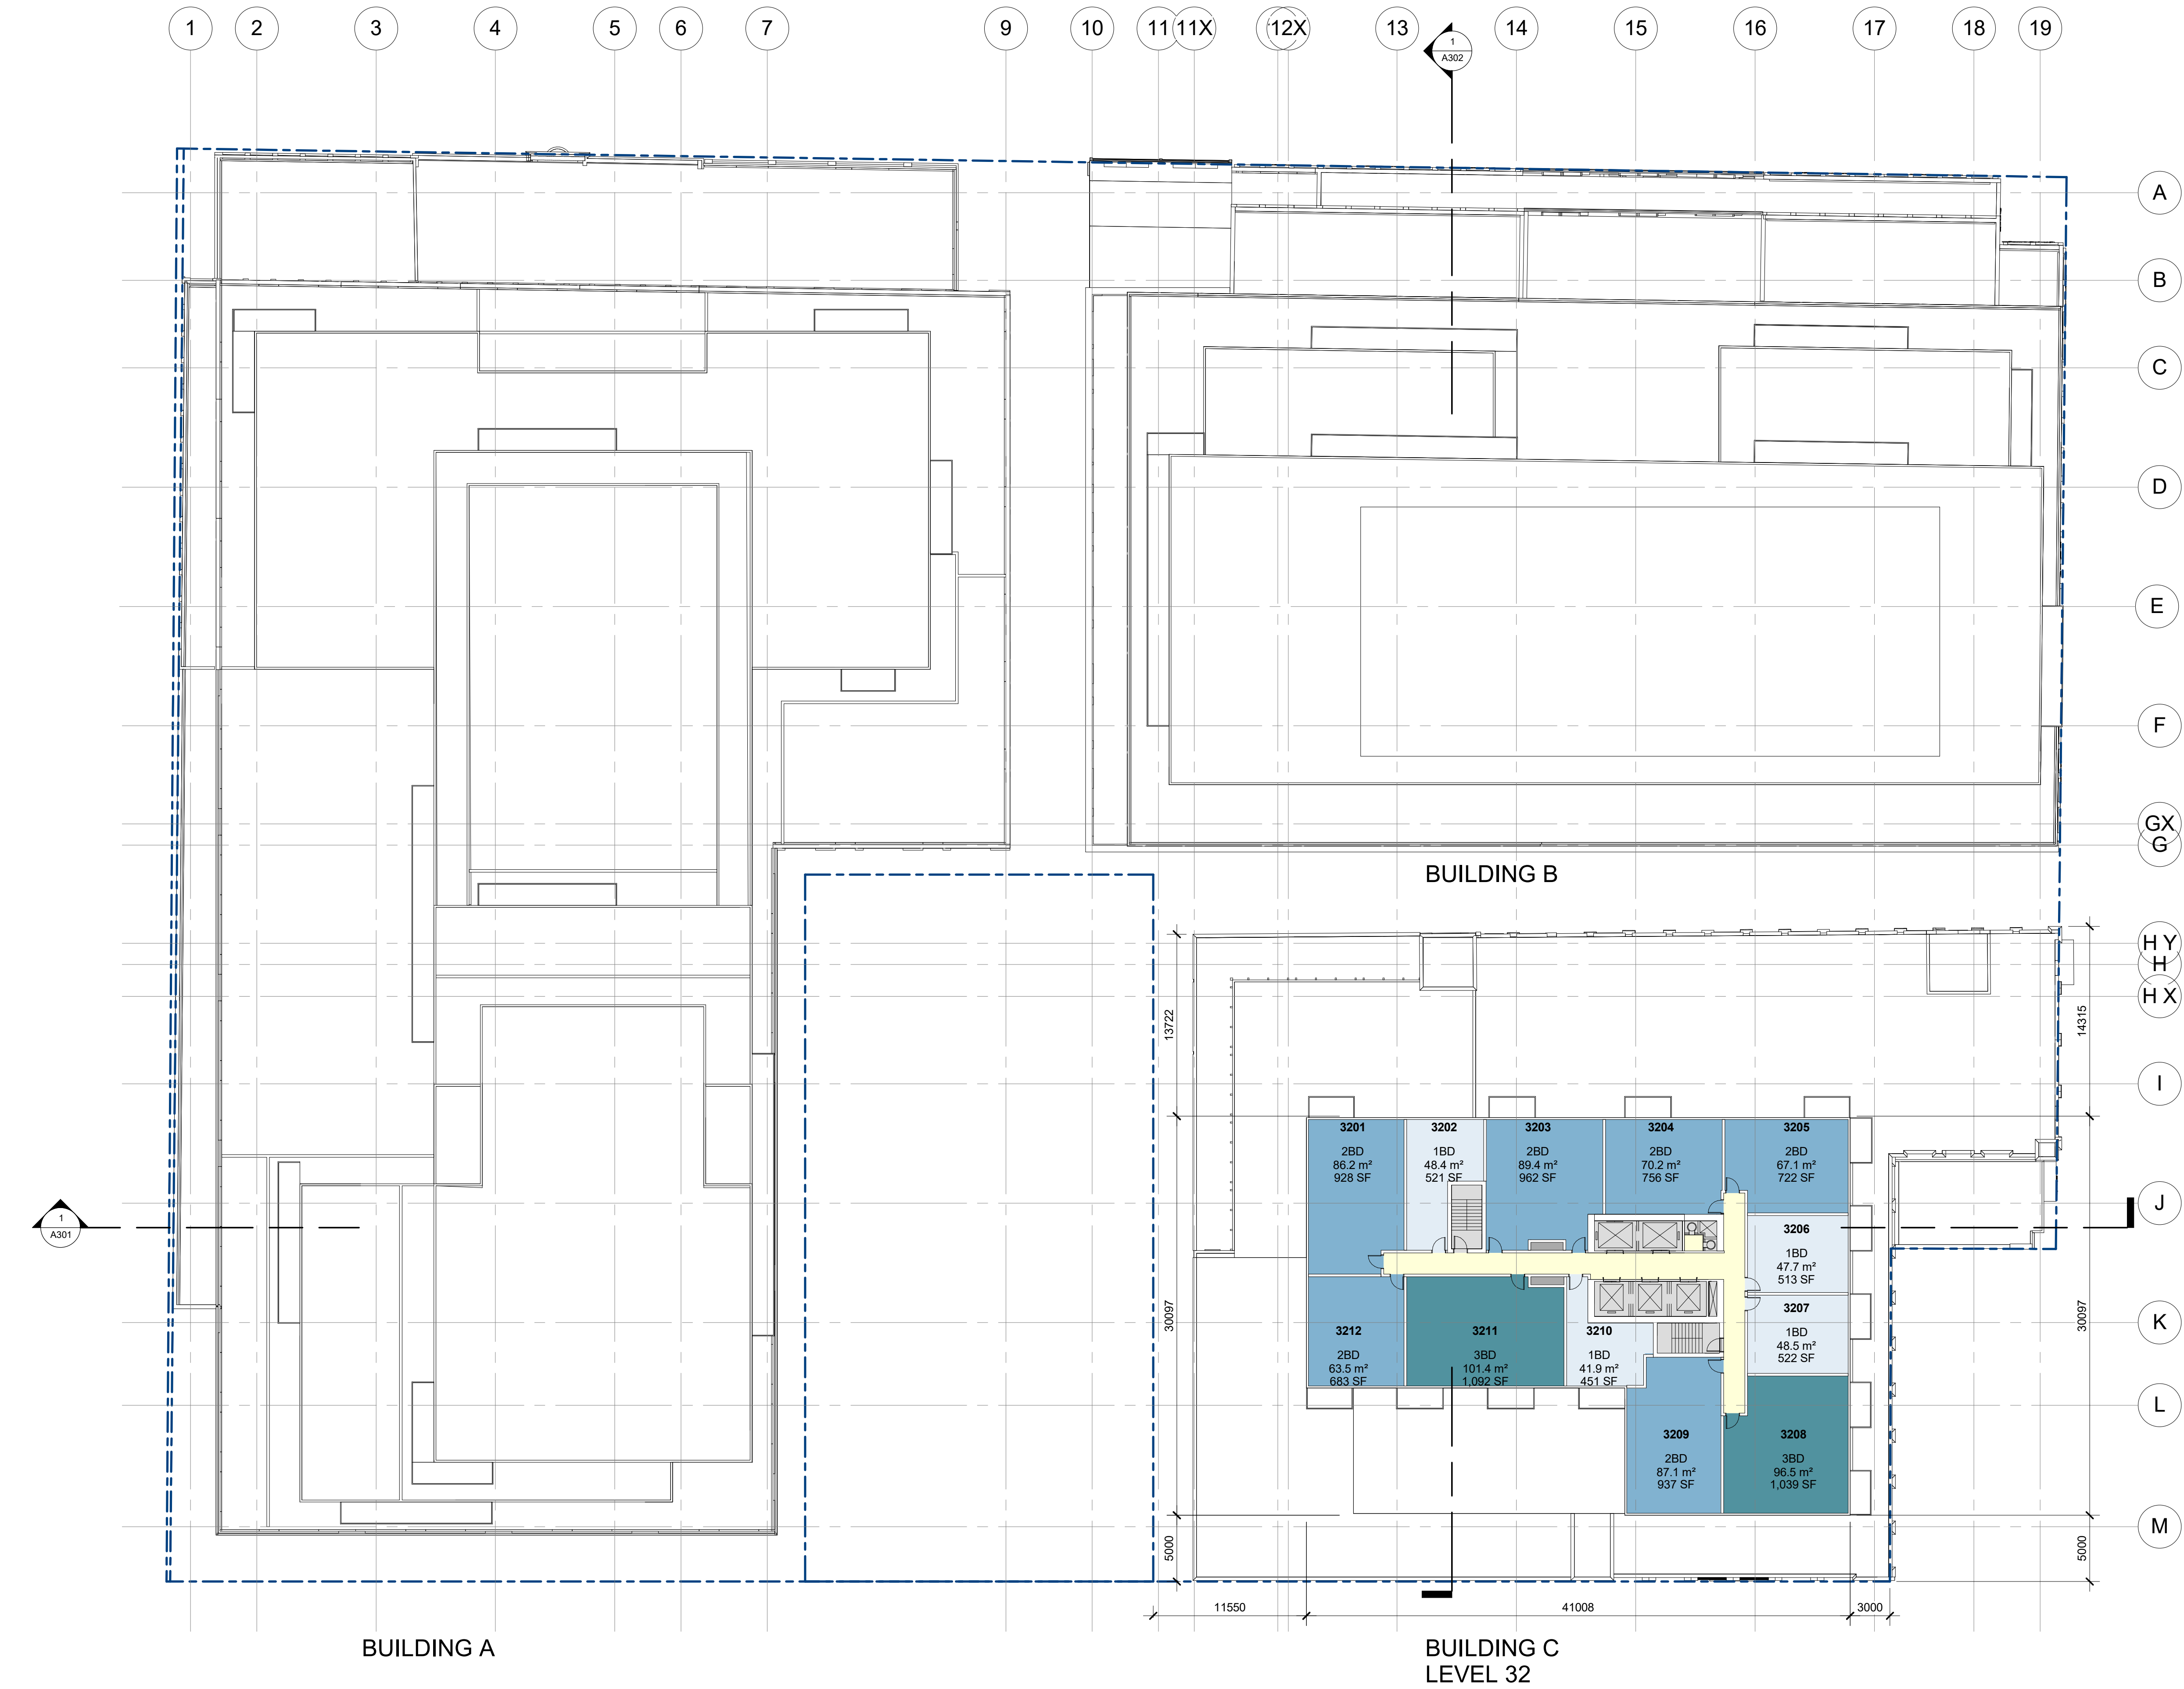 1
2
3
4
5
6
7
9
10
11
11X
12X
13
14
15
16
17
18
19
1
A302
A
B
C
D
E
F
GX
G
BUILDING B
H Y
H
H X
13722
14315
I
3201
2BD
86.2 m²
928 SF
3202
1BD
48.4 m²
521 SF
3203
2BD
89.4 m²
962 SF
3204
2BD
70.2 m²
756 SF
3205
2BD
67.1 m²
722 SF
J
1
A301
3206
1BD
47.7 m²
513 SF
30097
30097
3207
1BD
48.5 m²
522 SF
K
3212
2BD
63.5 m²
683 SF
3211
3BD
101.4 m²
1,092 SF
3210
1BD
41.9 m²
451 SF
L
3209
2BD
87.1 m²
937 SF
3208
3BD
96.5 m²
1,039 SF
M
5000
5000
11550
41008
3000
BUILDING A
BUILDING C
LEVEL 32